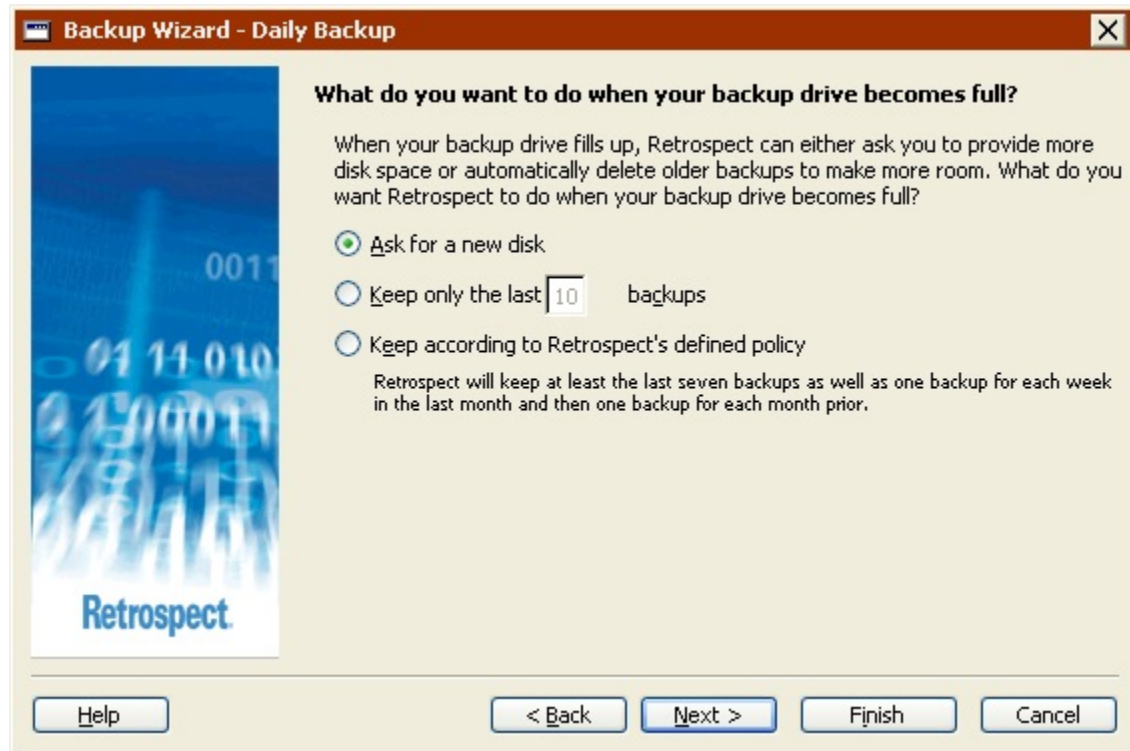 Backup Wizard - Daily Backup
What do you want to do when your backup drive becomes full?
When your backup drive fills up, Retrospect can either ask you to provide more
disk space or automatically delete older backups to make more room. What do you
want Retrospect to do when your backup drive becomes full?
Ask for a new disk
Keep only the last 10 backups
Keep according to Retrospect's defined policy
Retrospect will keep at least the last seven backups as well as one backup for each week
in the last month and then one backup for each month prior.
0011
01 11 010
Retrospect.
Help
< Back
Next >
Finish
Cancel